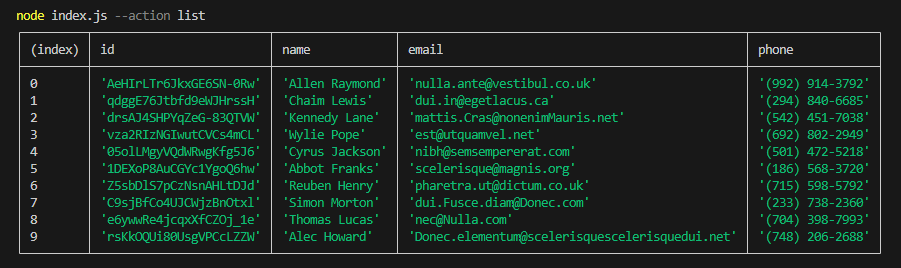 node index.js --action list
(index) id name email phone
0 'AeHIrLTr6JkxGE6SN-0Rw' 'Allen Raymond' 'nulla.ante@vestibul.co.uk' '(992) 914-3792'
1 'qdggE76Jtbfd9eWJHrssH' 'Chaim Lewis' 'dui.in@egetlacus.ca' '(294) 840-6685'
2 'drsAJ4SHPYqZeG-83QTVW' 'Kennedy Lane' 'mattis.Cras@nonenimMauris.net' '(542) 451-7038'
3 'vza2RIzNGIwutCVCs4mCL' 'Wylie Pope' 'est@utquamvel.net' '(692) 802-2949'
4 '05olLMgyVQdWRwgKfg5J6' 'Cyrus Jackson' 'nibh@semsempererat.com' '(501) 472-5218'
5 '1DEXoP8AuCGYc1YgoQ6hw' 'Abbot Franks' 'scelerisque@magnis.org' '(186) 568-3720'
6 'Z5sbDlS7pCzNsnAHLtDJd' 'Reuben Henry' 'pharetra.ut@dictum.co.uk' '(715) 598-5792'
7 'C9sjBfCo4UJCWjzBnOtxl' 'Simon Morton' 'dui.Fusce.diam@Donec.com' '(233) 738-2360'
8 'e6ywwRe4jcqxXfCZOj_1e' 'Thomas Lucas' 'nec@Nulla.com' '(704) 398-7993'
9 'rsKkOQUi80UsgVPCcLZZW' 'Alec Howard' 'Donec.elementum@scelerisquescelerisquedui.net' '(748) 206-2688'